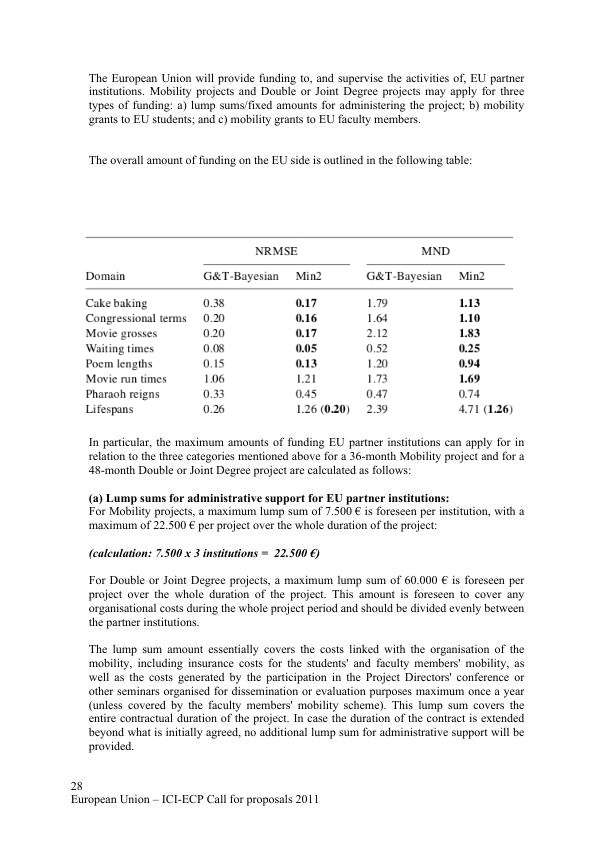 The European Union will provide funding to, and supervise the activities of, EU partner
institutions. Mobility projects and Double or Joint Degree projects may apply for three
types of funding: a) lump sums/fixed amounts for administering the project; b) mobility
grants to EU students; and c) mobility grants to EU faculty members.
The overall amount of funding on the EU side is outlined in the following table:
NRMSE MND
Domain G&T-Bayesian Min2 G&T-Bayesian Min2
Cake baking 0.38 0.17 1.79 1.13
Congressional terms 0.20 0.16 1.64 1.10
Movie grosses 0.20 0.17 2.12 1.83
Waiting times 0.08 0.05 0.52 0.25
Poem lengths 0.15 0.13 1.20 0.94
Movie run times 1.06 1.21 1.73 1.69
Pharaoh reigns 0.33 0.45 0.47 0.74
Lifespans 0.26 1.26 (0.20) 2.39 4.71 (1.26)
In particular, the maximum amounts of funding EU partner institutions can apply for in
relation to the three categories mentioned above for a 36-month Mobility project and for a
48-month Double or Joint Degree project are calculated as follows:
(a) Lump sums for administrative support for EU partner institutions:
For Mobility projects, a maximum lump sum of 7.500 € is foreseen per institution, with a
maximum of 22.500 € per project over the whole duration of the project:
(calculation: 7.500 x 3 institutions = 22.500 €)
For Double or Joint Degree projects, a maximum lump sum of 60.000 € is foreseen per
project over the whole duration of the project. This amount is foreseen to cover any
organisational costs during the whole project period and should be divided evenly between
the partner institutions.
The lump sum amount essentially covers the costs linked with the organisation of the
mobility, including insurance costs for the students' and faculty members' mobility, as
well as the costs generated by the participation in the Project Directors' conference or
other seminars organised for dissemination or evaluation purposes maximum once a year
(unless covered by the faculty members' mobility scheme). This lump sum covers the
entire contractual duration of the project. In case the duration of the contract is extended
beyond what is initially agreed, no additional lump sum for administrative support will be
provided.
28
European Union – ICI-ECP Call for proposals 2011